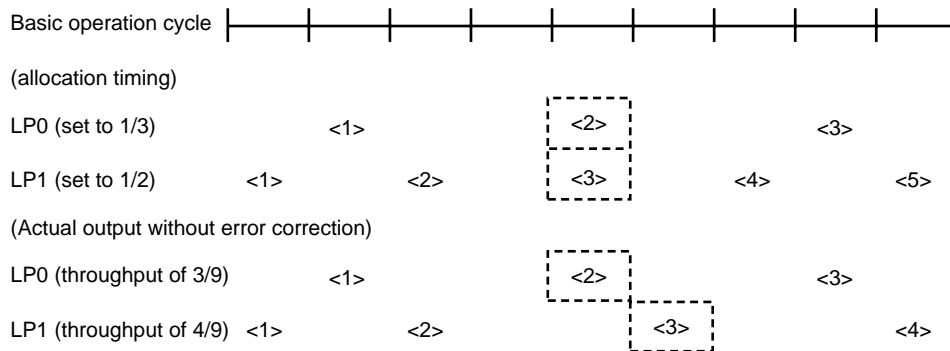 Basic operation cycle
(allocation timing)
LP0 (set to 1/3) <1> <2> <3>
LP1 (set to 1/2) <1> <2> <3> <4> <5>
(Actual output without error correction)
LP0 (throughput of 3/9) <1> <2> <3>
LP1 (throughput of 4/9) <1> <2> <3> <4>